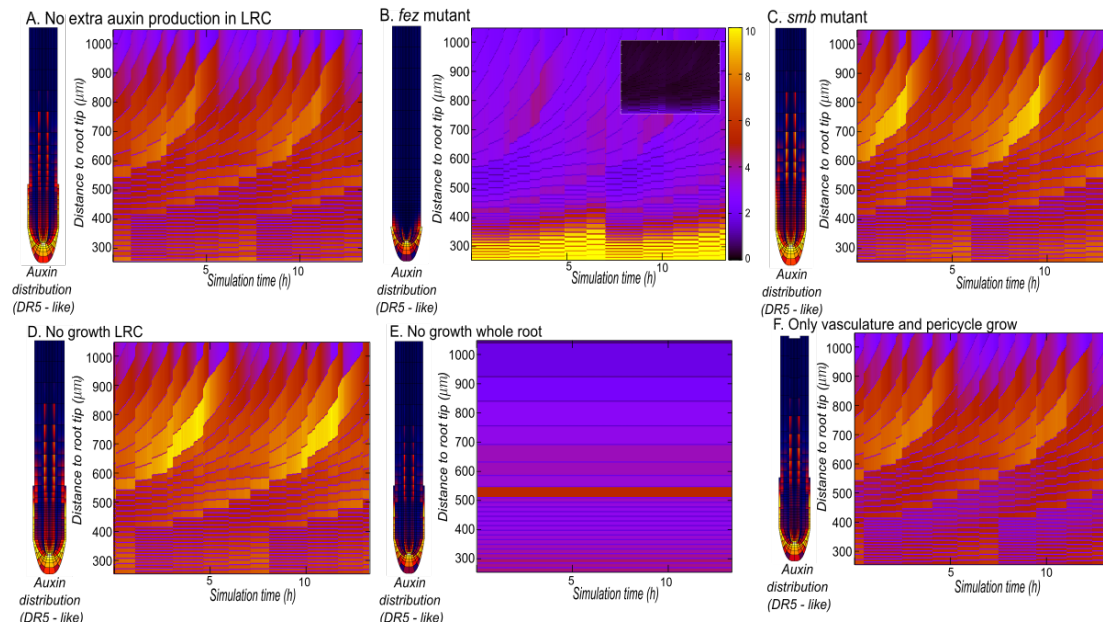 A. No extra auxin production in LRC
B. fez mutant
C. smb mutant
Distance to root tip (μm)
1000
900
800
700
600
500
400
300
5
10
Simulation time (h)
Auxin
distribution
(DR5 - like)
Distance to root tip (μm)
1000
900
800
700
600
500
400
300
5
10
Simulation time (h)
10
8
6
4
2
0
Auxin
distribution
(DR5 - like)
Distance to root tip (μm)
1000
900
800
700
600
500
400
300
5
10
Simulation time (h)
Auxin
distribution
(DR5 - like)
D. No growth LRC
E. No growth whole root
F. Only vasculature and pericycle grow
Distance to root tip (μm)
1000
900
800
700
600
500
400
300
5
10
Simulation time (h)
Auxin
distribution
(DR5 - like)
Distance to root tip (μm)
1000
900
800
700
600
500
400
300
5
10
Simulation time (h)
Auxin
distribution
(DR5 - like)
Distance to root tip (μm)
1000
900
800
700
600
500
400
300
5
10
Simulation time (h)
Auxin
distribution
(DR5 - like)